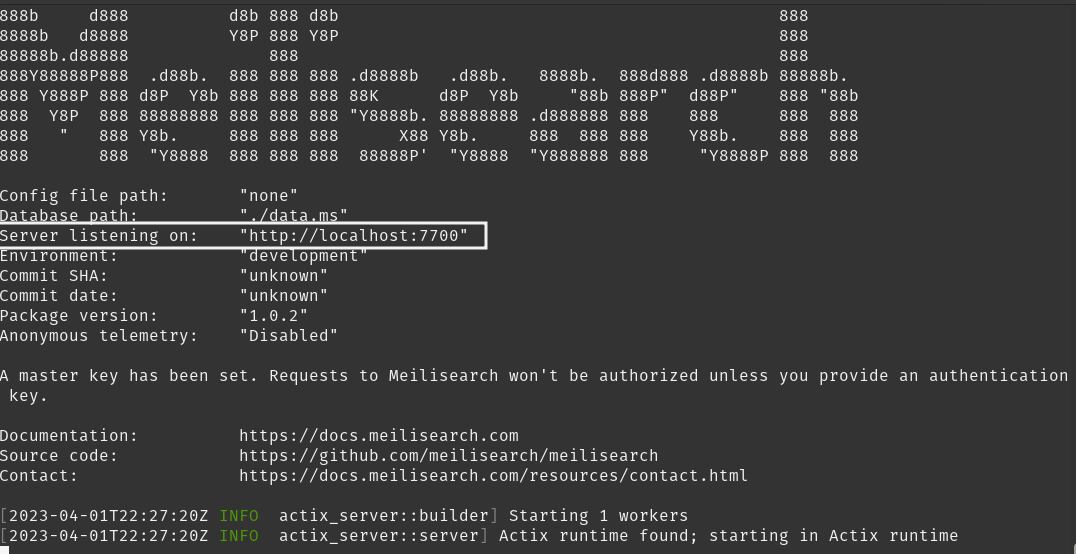 888b     d888          d8b 888 d8b                                            888
8888b   d8888          Y8P 888 Y8P                                            888
88888b.d88888              888                                                888
888Y88888P888  .d88b.  888 888 888 .d8888b   .d88b.   8888b.  888d888 .d8888b 88888b.
888 Y888P 888 d8P  Y8b 888 888 888 88K      d8P  Y8b     "88b 888P"  d88P"    888 "88b
888  Y8P  888 88888888 888 888 888 "Y8888b. 88888888 .d888888 888    888      888  888
888   "   888 Y8b.     888 888 888      X88 Y8b.     888  888 888    Y88b.    888  888
888       888  "Y8888  888 888 888  88888P'  "Y8888  "Y888888 888     "Y8888P 888  888
Config file path:       "none"
Database path:          "./data.ms"
Server listening on:    "http://localhost:7700"
Environment:            "development"
Commit SHA:             "unknown"
Commit date:            "unknown"
Package version:        "1.0.2"
Anonymous telemetry:    "Disabled"
A master key has been set. Requests to Meilisearch won't be authorized unless you provide an authentication
 key.
Documentation:          https://docs.meilisearch.com
Source code:            https://github.com/meilisearch/meilisearch
Contact:                https://docs.meilisearch.com/resources/contact.html
[2023-04-01T22:27:20Z INFO  actix_server::builder] Starting 1 workers
[2023-04-01T22:27:20Z INFO  actix_server::server] Actix runtime found; starting in Actix runtime